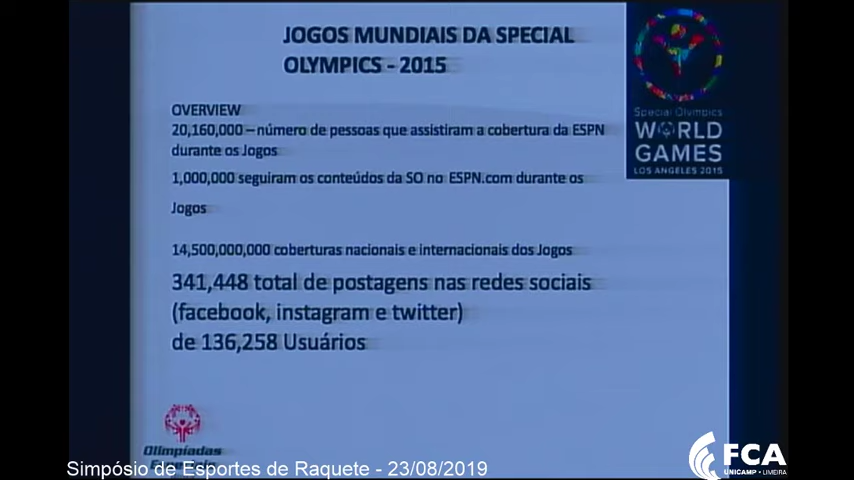 JOGOS MUNDIAIS DA SPECIAL
OLYMPICS - 2015
Special Olympics
WORLD
GAMES
LOS ANGELES 2015
OVERVIEW
20,160,000 – número de pessoas que assistiram a cobertura da ESPN
durante os Jogos
1,000,000 seguiram os conteúdos da SO no ESPN.com durante os
Jogos
14,500,000,000 coberturas nacionais e internacionais dos Jogos
341,448 total de postagens nas redes sociais
(facebook, instagram e twitter)
de 136,258 Usuários
Olimpíadas
Simpósio de Esportes de Raquete - 23/08/2019
FCA
UNICAMP • LIMEIRA